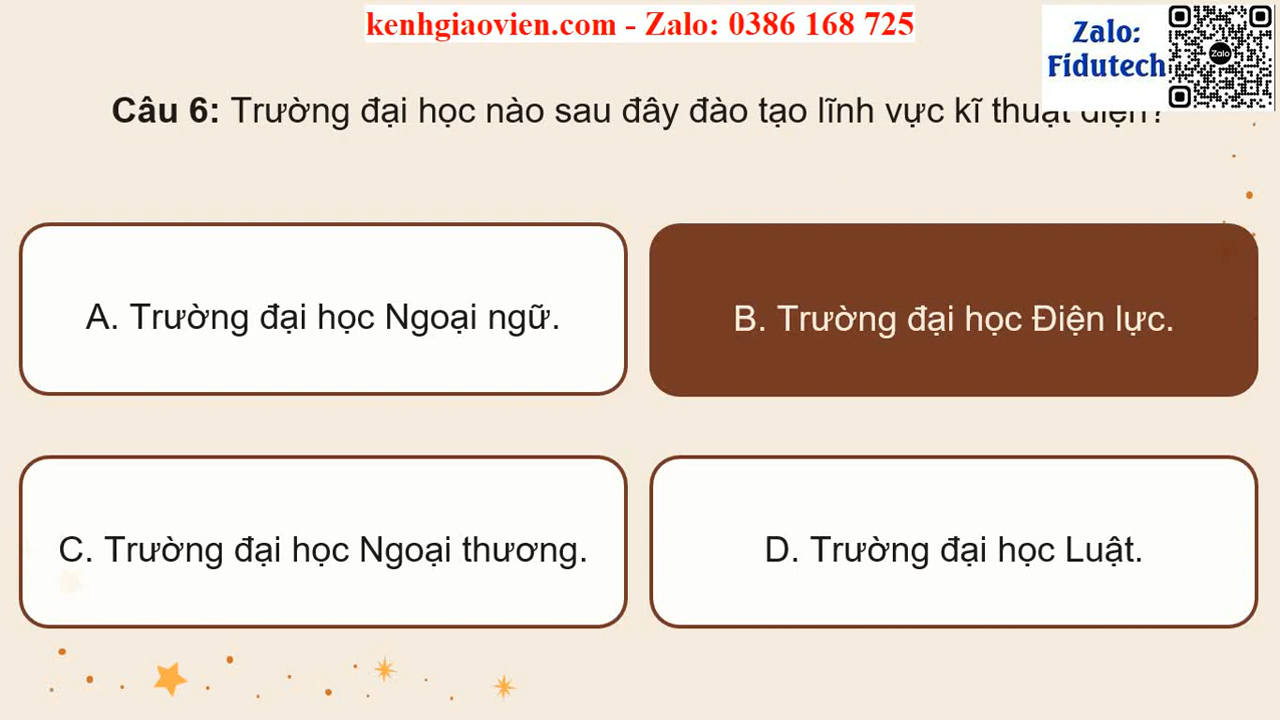 kenhgiaovien.com - Zalo: 0386 168 725
Zalo:
Fidutech
Zalo
Câu 6: Trường đại học nào sau đây đào tạo lĩnh vực kĩ thuật điện?
A. Trường đại học Ngoại ngữ.
B. Trường đại học Điện lực.
C. Trường đại học Ngoại thương.
D. Trường đại học Luật.